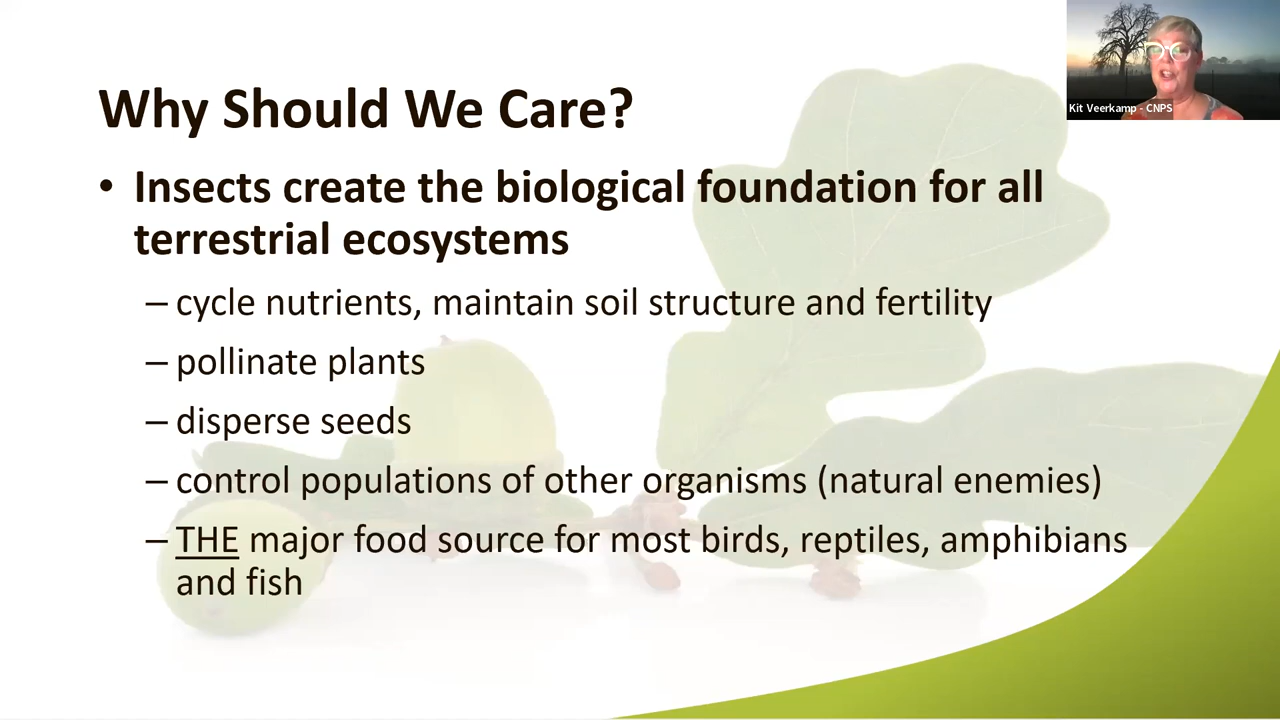 Kit Veerkamp - CNPS
Why Should We Care?
• Insects create the biological foundation for all
terrestrial ecosystems
– cycle nutrients, maintain soil structure and fertility
– pollinate plants
– disperse seeds
– control populations of other organisms (natural enemies)
– THE major food source for most birds, reptiles, amphibians
and fish